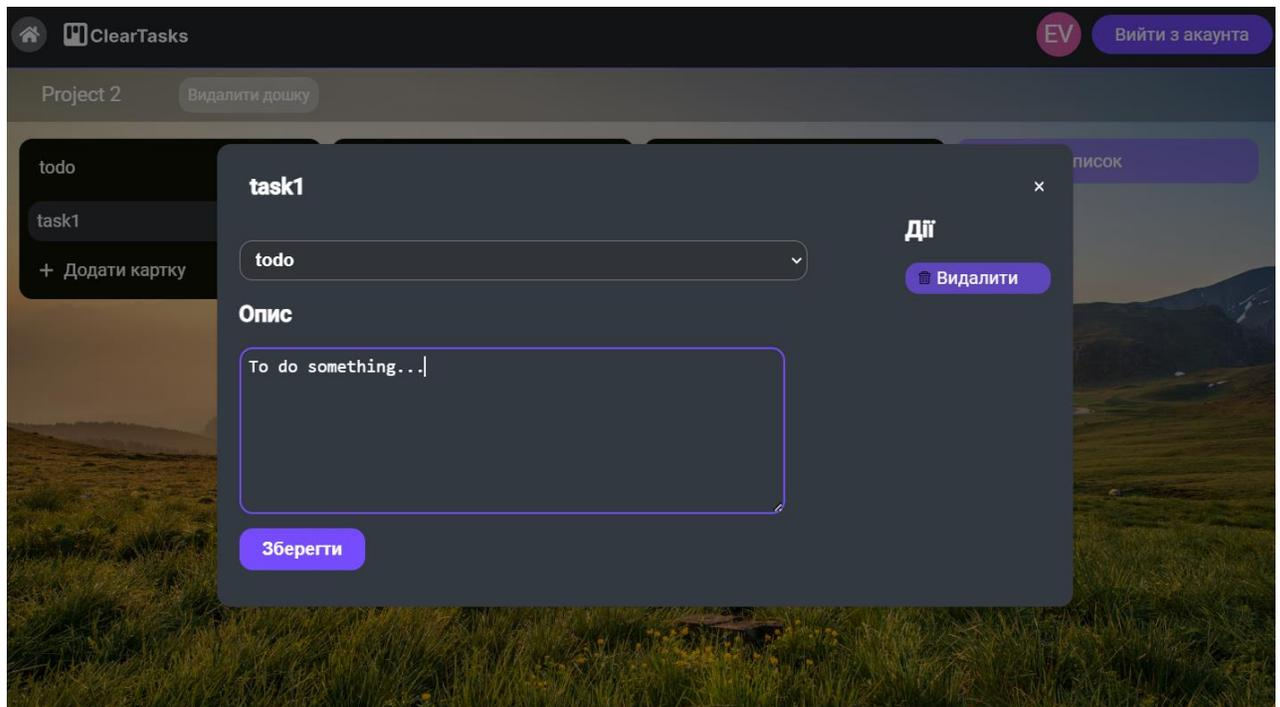 ClearTasks
EV
Вийти з акаунта
Project 2
Видалити дошку
todo
task1
+ Додати картку
писок
task1
×
todo
Опис
To do something...
Зберегти
Дії
Видалити